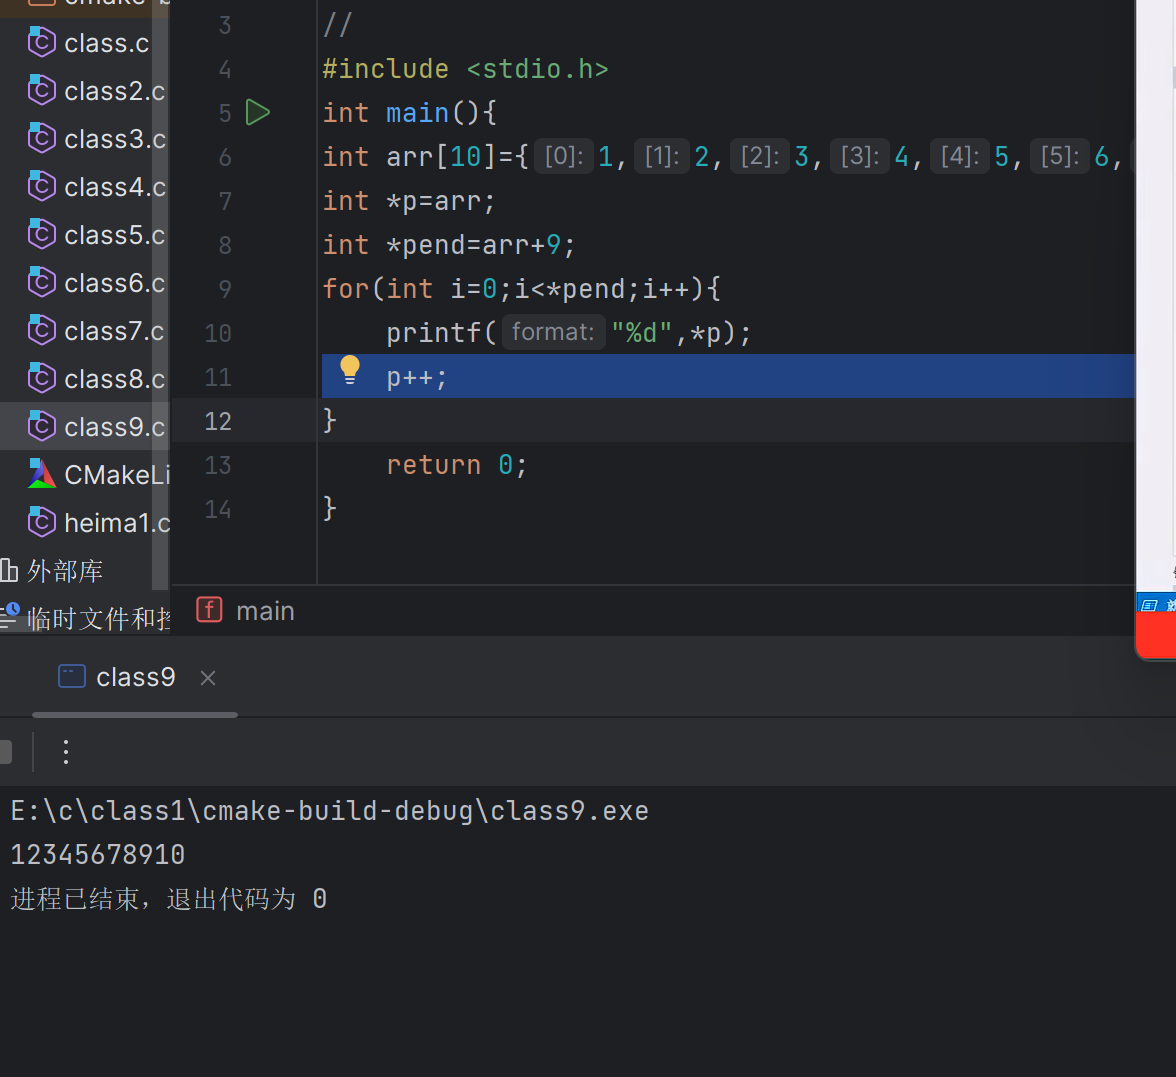 class.c
class2.c
class3.c
class4.c
class5.c
class6.c
class7.c
class8.c
class9.c
CMakeLi
heima1.c
外部库
临时文件和
3 //
4 #include <stdio.h>
5 int main(){
6 int arr[10]={ [0]: 1, [1]: 2, [2]: 3, [3]: 4, [4]: 5, [5]: 6,
7 int *p=arr;
8 int *pend=arr+9;
9 for(int i=0;i<*pend;i++){
10 printf( format: "%d",*p);
11 p++;
12 }
13 return 0;
14 }
main
class9
E:\c\class1\cmake-build-debug\class9.exe
12345678910
进程已结束，退出代码为 0